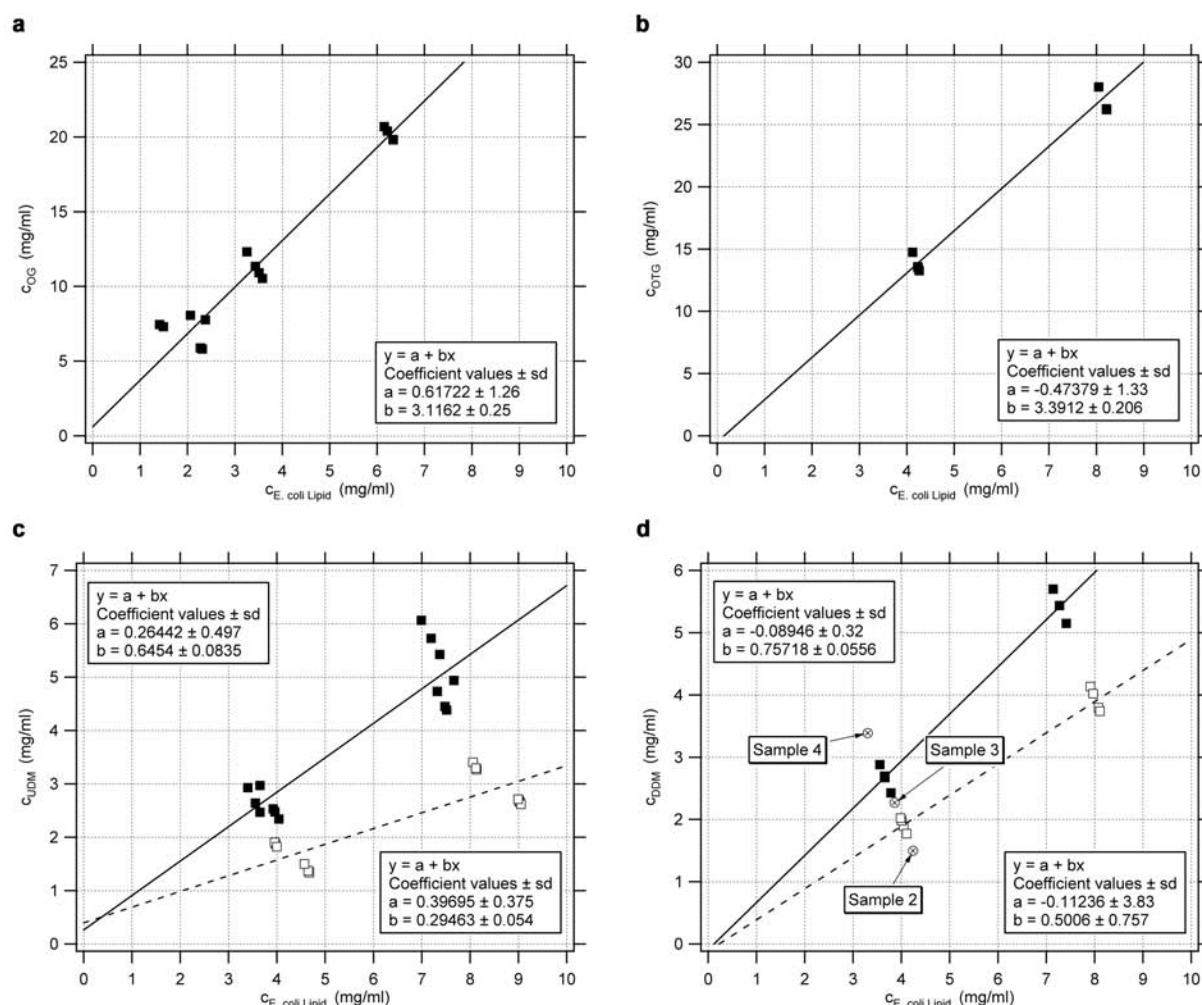 a
25
20
15
10
5
0
c OG (mg/ml)
y = a + bx
Coefficient values ± sd
a = 0.61722 ± 1.26
b = 3.1162 ± 0.25
0 1 2 3 4 5 6 7 8 9 10
c E. coli Lipid (mg/ml)
b
30
25
20
15
10
5
0
c OTG (mg/ml)
y = a + bx
Coefficient values ± sd
a = -0.47379 ± 1.33
b = 3.3912 ± 0.206
0 1 2 3 4 5 6 7 8 9 10
c E. coli Lipid (mg/ml)
c
7
6
5
4
3
2
1
0
c UDM (mg/ml)
y = a + bx
Coefficient values ± sd
a = 0.26442 ± 0.497
b = 0.6454 ± 0.0835
y = a + bx
Coefficient values ± sd
a = 0.39695 ± 0.375
b = 0.29463 ± 0.054
0 1 2 3 4 5 6 7 8 9 10
c E. coli Lipid (mg/ml)
d
6
5
4
3
2
1
0
c DDM (mg/ml)
y = a + bx
Coefficient values ± sd
a = -0.08946 ± 0.32
b = 0.75718 ± 0.0556
Sample 4
Sample 3
Sample 2
y = a + bx
Coefficient values ± sd
a = -0.11236 ± 3.83
b = 0.5006 ± 0.757
0 1 2 3 4 5 6 7 8 9 10
c E. coli Lipid (mg/ml)